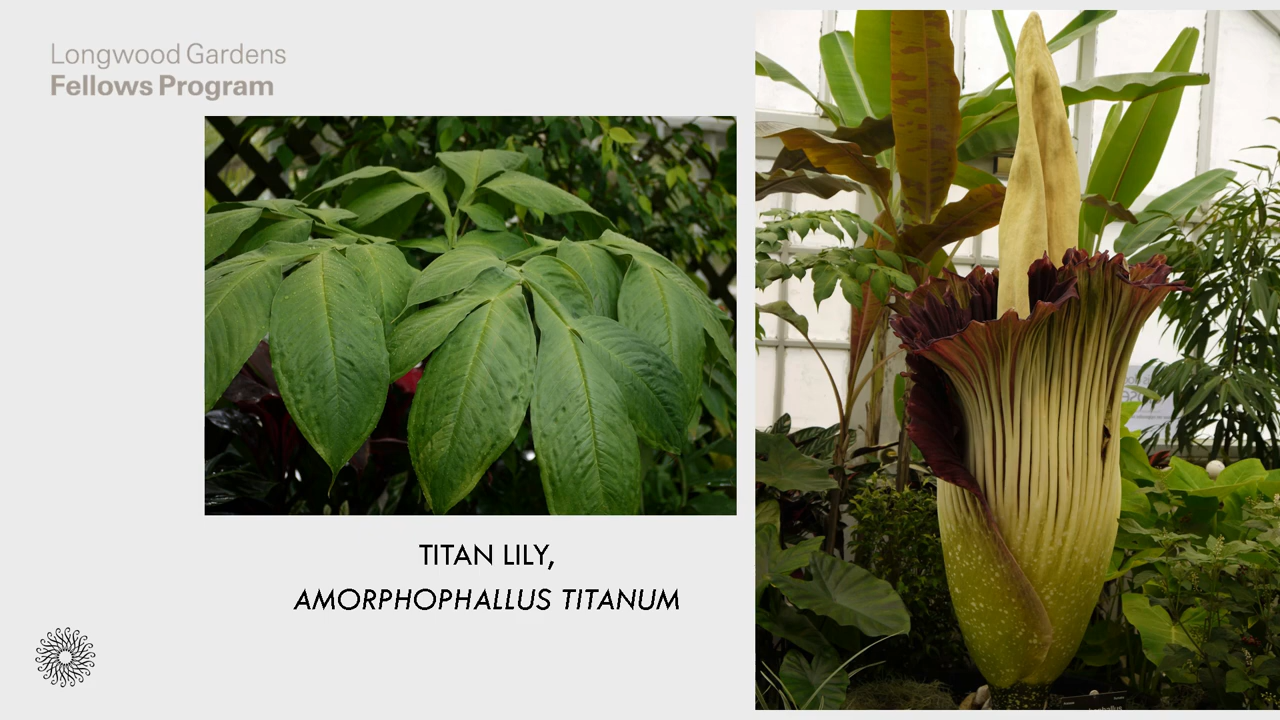 Longwood Gardens
Fellows Program
TITAN LILY,
AMORPHOPHALLUS TITANUM